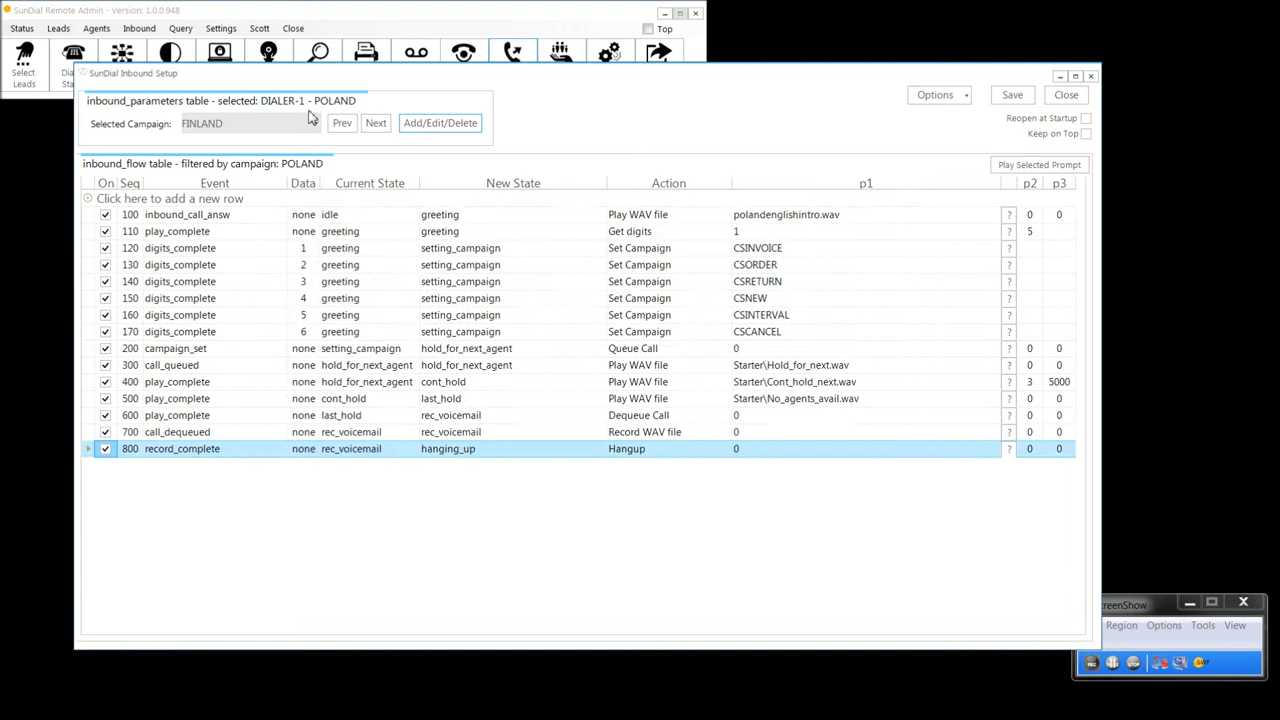 SunDial Remote Admin - Version: 1.0.0.948
Status Leads Agents Inbound Query Settings Scott Close
Top
Select
Leads
SunDial Inbound Setup
inbound_parameters table - selected: DIALER-1 - POLAND
Selected Campaign: FINLAND Prev Next Add/Edit/Delete
Options Save Close
Reopen at Startup
Keep on Top
inbound_flow table - filtered by campaign: POLAND
Play Selected Prompt
On Seq Event Data Current State New State Action p1 p2 p3
Click here to add a new row
100 inbound_call_answ none idle greeting Play WAV file polandenglishintro.wav ? 0 0
110 play_complete none greeting greeting Get digits 1 ? 5
120 digits_complete 1 greeting setting_campaign Set Campaign CSINVOICE ?
130 digits_complete 2 greeting setting_campaign Set Campaign CSORDER ?
140 digits_complete 3 greeting setting_campaign Set Campaign CSRETURN ?
150 digits_complete 4 greeting setting_campaign Set Campaign CSNEW ?
160 digits_complete 5 greeting setting_campaign Set Campaign CSINTERVAL ?
170 digits_complete 6 greeting setting_campaign Set Campaign CSCANCEL ?
200 campaign_set none setting_campaign hold_for_next_agent Queue Call 0 ? 0 0
300 call_queued none hold_for_next_agent hold_for_next_agent Play WAV file Starter\Hold_for_next.wav ? 0 0
400 play_complete none hold_for_next_agent cont_hold Play WAV file Starter\Cont_hold_next.wav ? 3 5000
500 play_complete none cont_hold last_hold Play WAV file Starter\No_agents_avail.wav ? 0 0
600 play_complete none last_hold rec_voicemail Dequeue Call 0 ? 0 0
700 call_dequeued none rec_voicemail rec_voicemail Record WAV file 0 ? 0 0
800 record_complete none rec_voicemail hanging_up Hangup 0 ? 0 0
reenShow
Region Options Tools View
REC
SWF